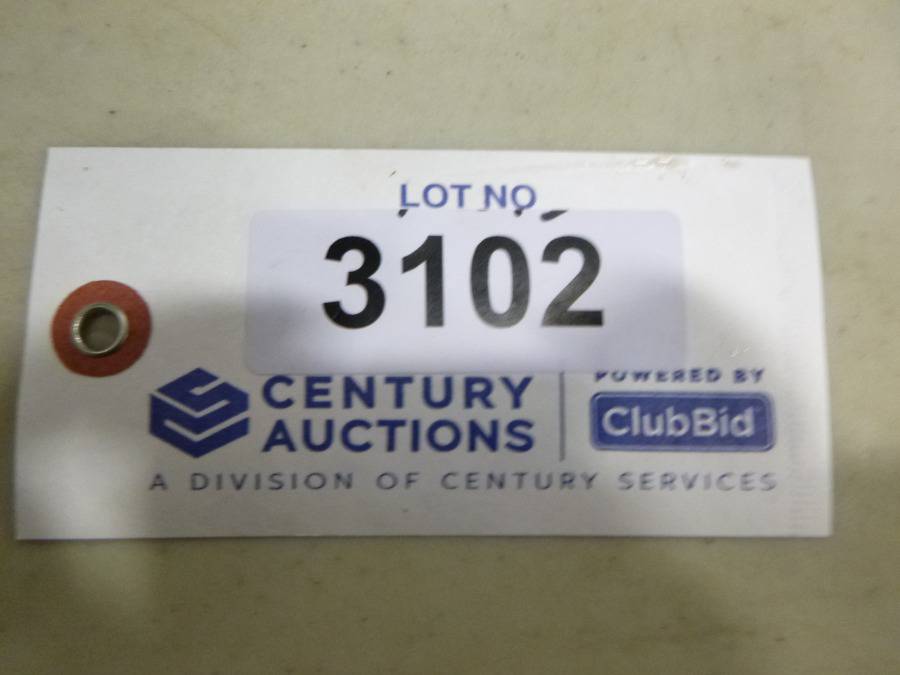 LOT NO
3102
CENTURY
AUCTIONS
POWERED BY
ClubBid
A DIVISION OF CENTURY SERVICES